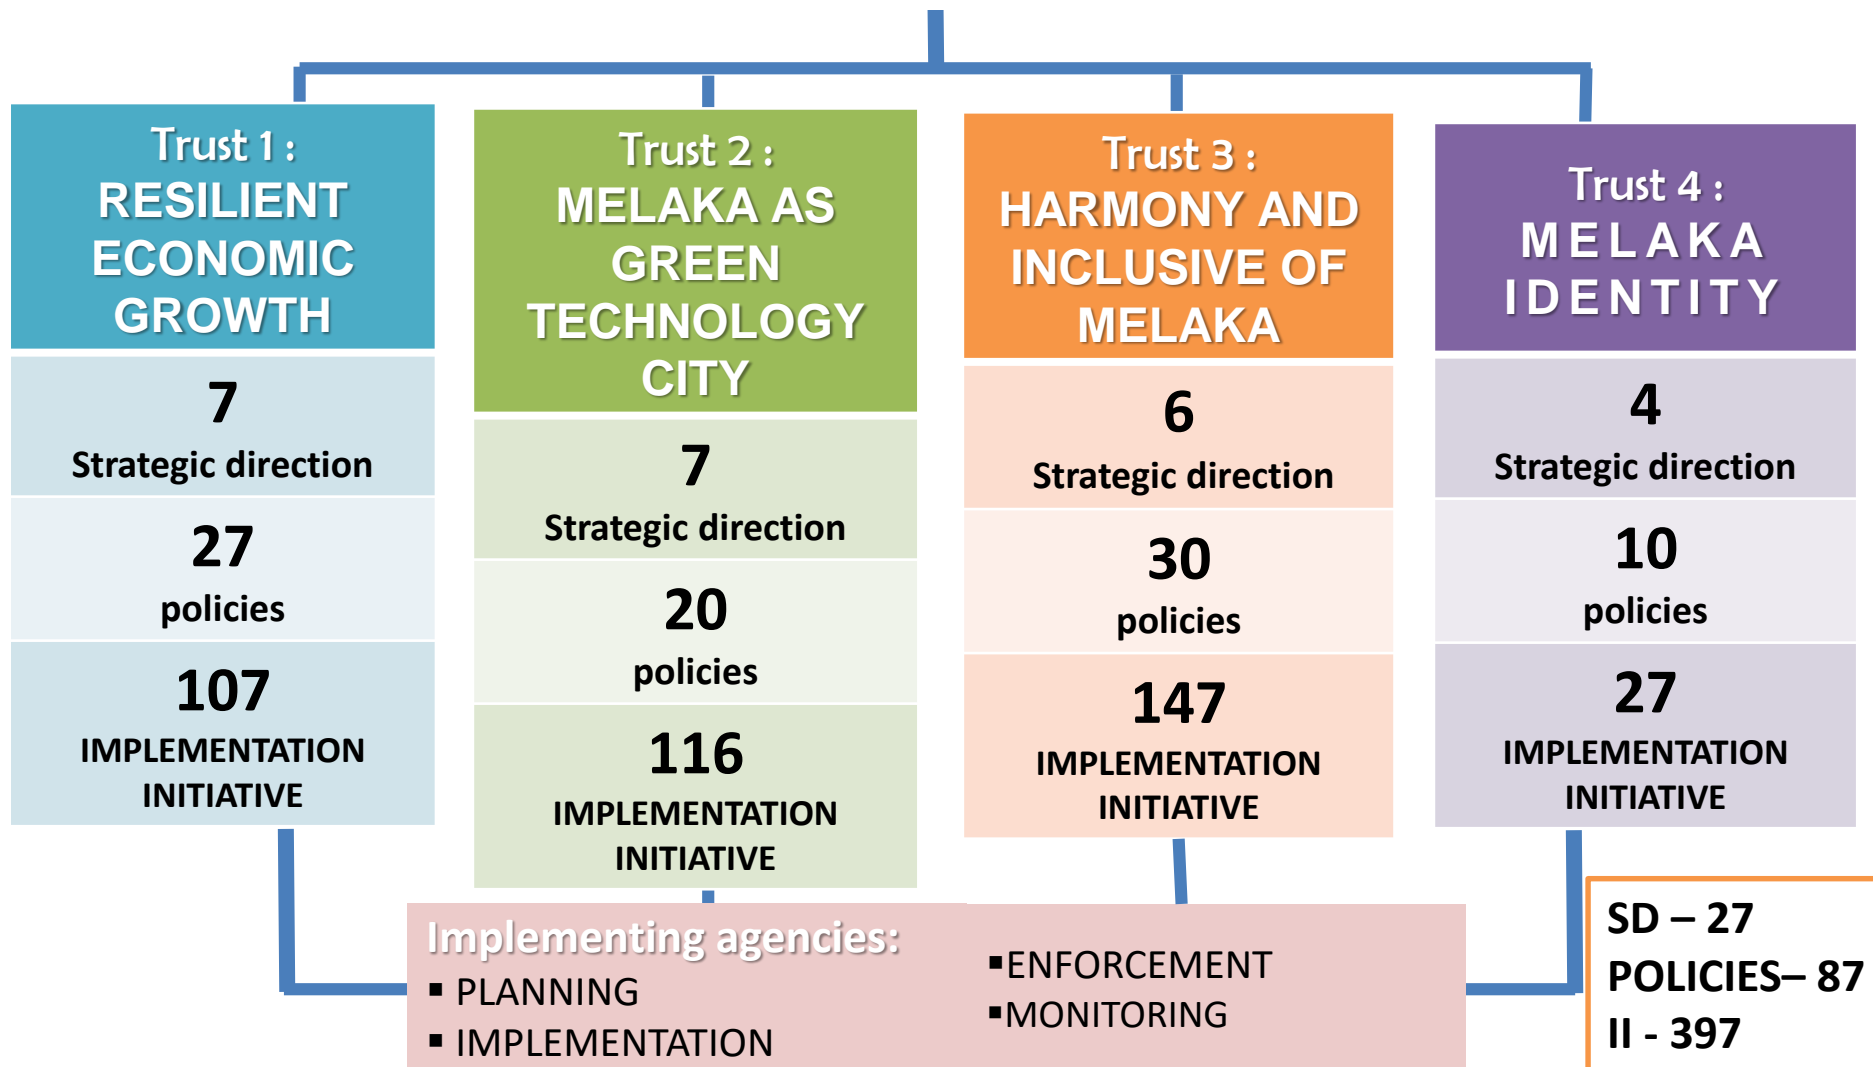 Trust 1 :
RESILIENT
ECONOMIC
GROWTH
7
Strategic direction
27
policies
107
IMPLEMENTATION
INITIATIVE
Trust 2 :
MELAKA AS
GREEN
TECHNOLOGY
CITY
7
Strategic direction
20
policies
116
IMPLEMENTATION
INITIATIVE
Trust 3 :
HARMONY AND
INCLUSIVE OF
MELAKA
6
Strategic direction
30
policies
147
IMPLEMENTATION
INITIATIVE
Trust 4 :
MELAKA
IDENTITY
4
Strategic direction
10
policies
27
IMPLEMENTATION
INITIATIVE
Implementing agencies:
▪ PLANNING
▪ IMPLEMENTATION
▪ENFORCEMENT
▪MONITORING
SD – 27
POLICIES– 87
II - 397